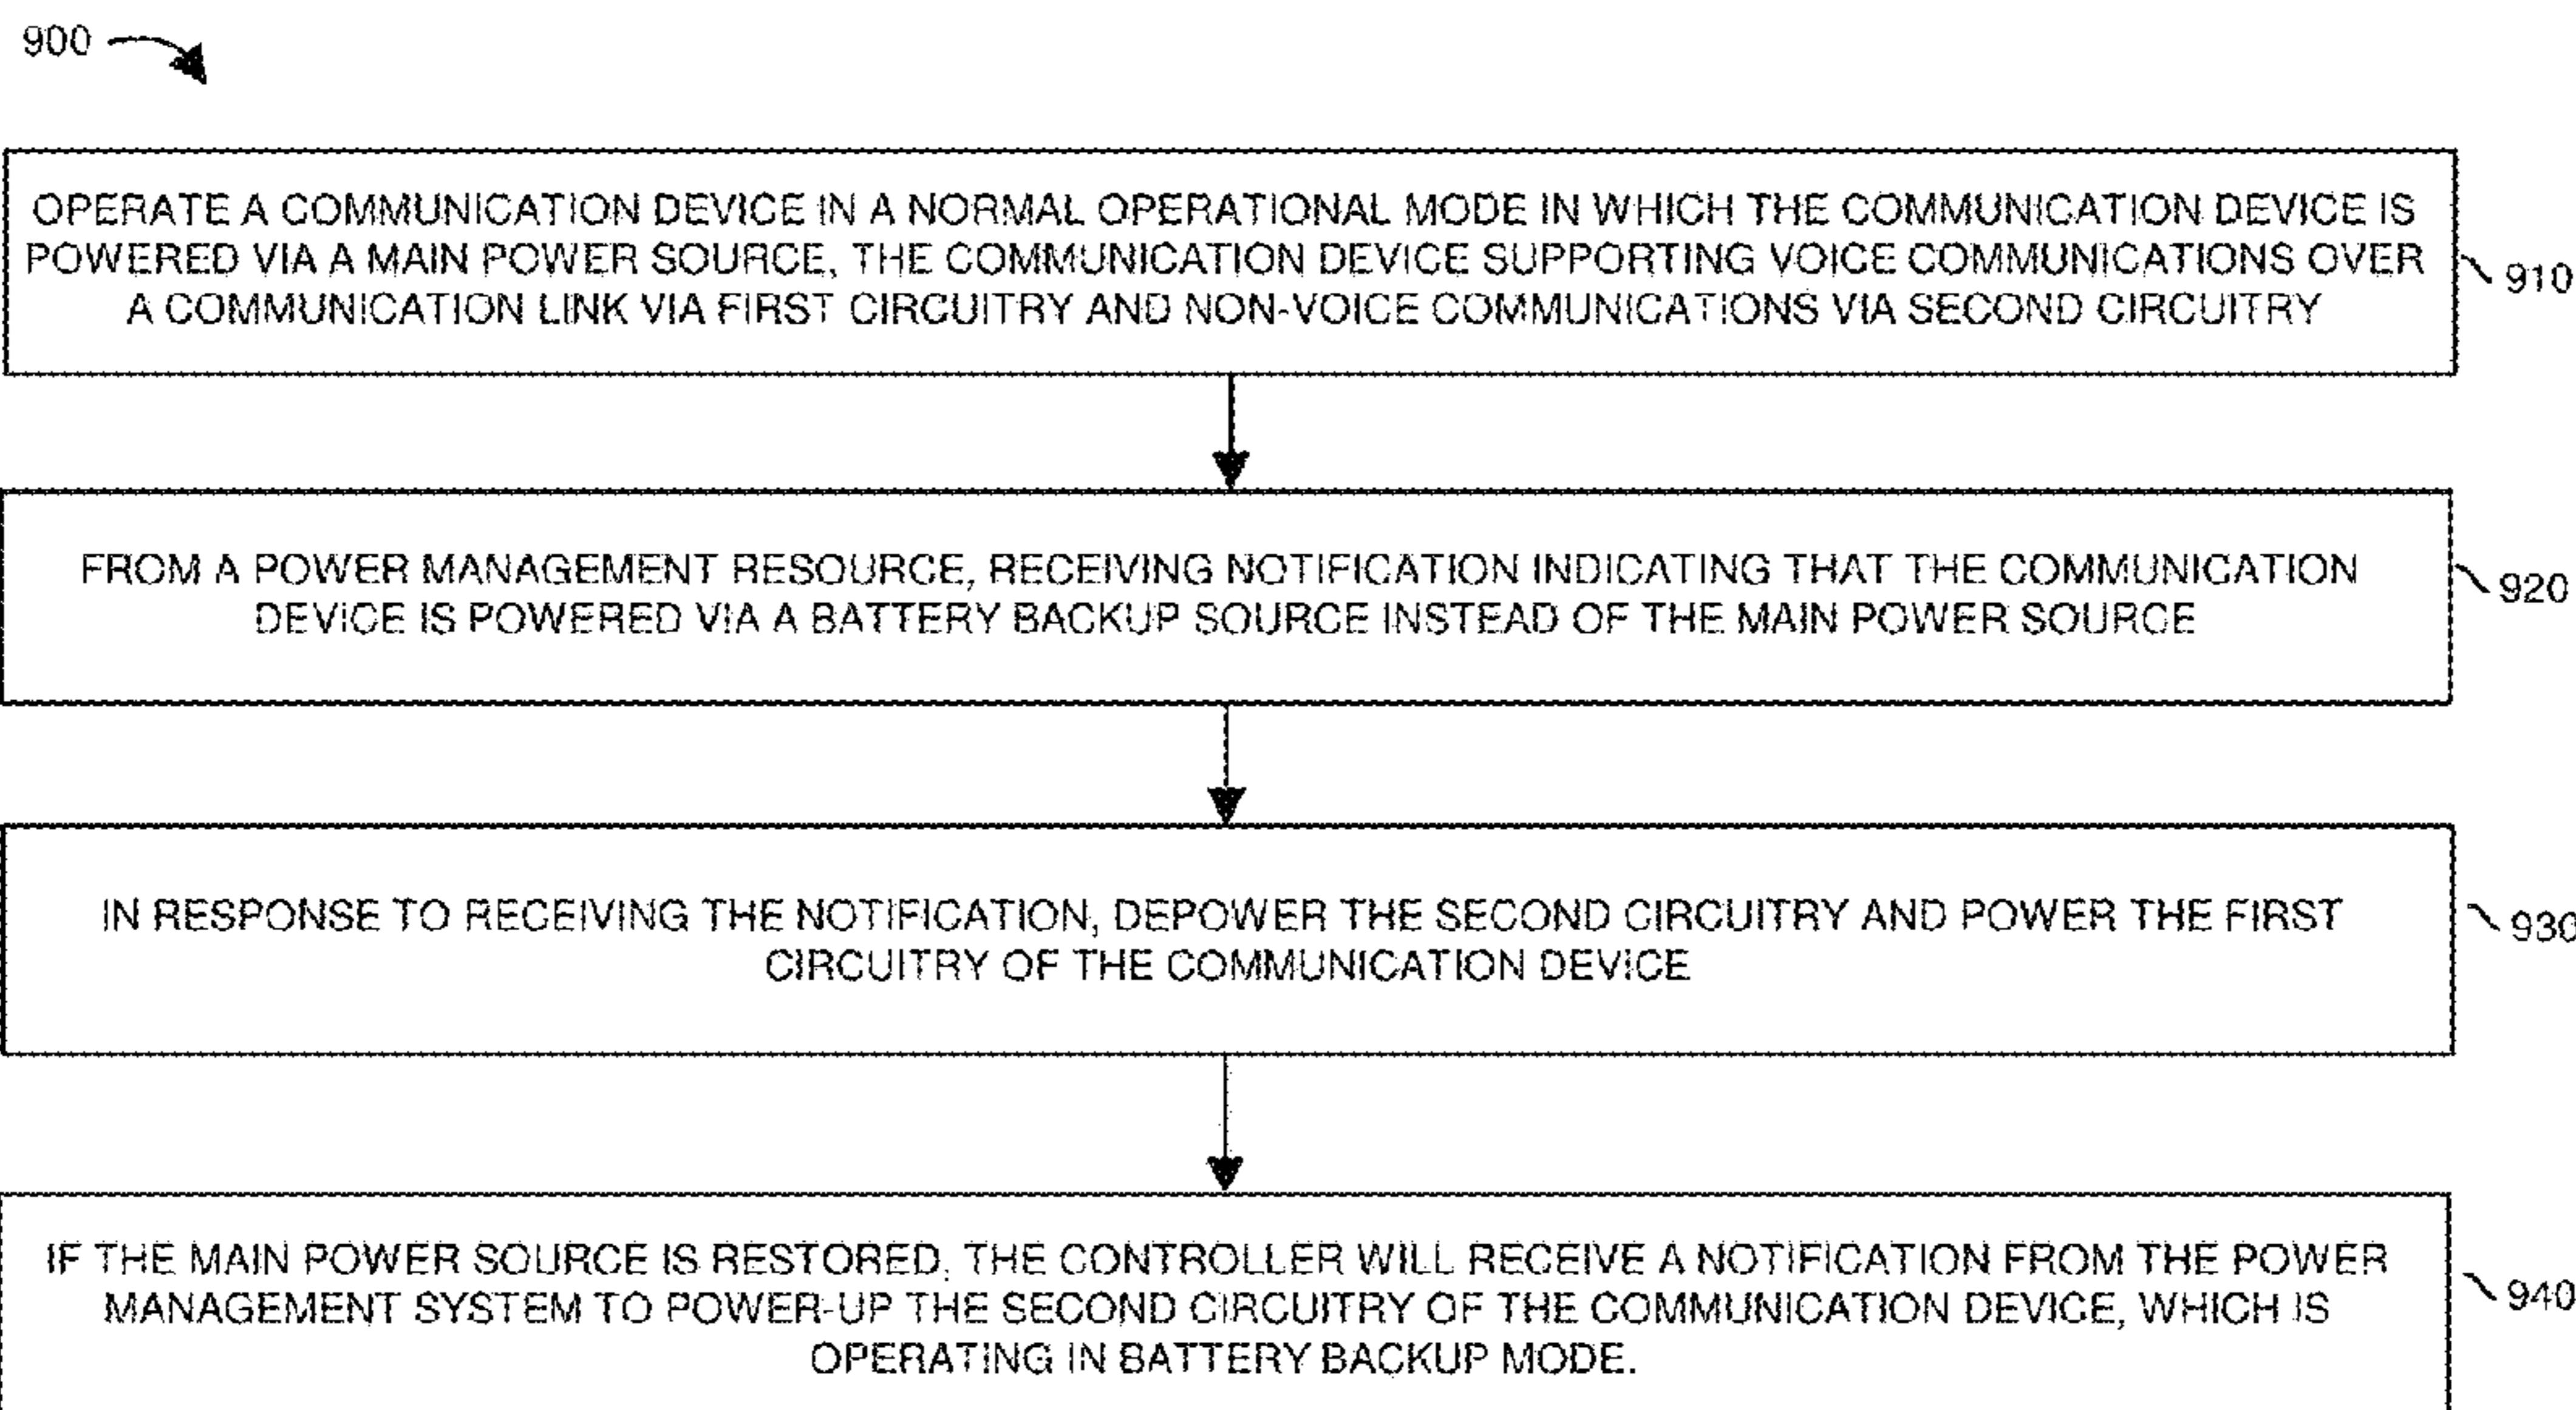 900
OPERATE A COMMUNICATION DEVICE IN A NORMAL OPERATIONAL MODE IN WHICH THE COMMUNICATION DEVICE IS
POWERED VIA A MAIN POWER SOURCE, THE COMMUNICATION DEVICE SUPPORTING VOICE COMMUNICATIONS OVER
A COMMUNICATION LINK VIA FIRST CIRCUITRY AND NON-VOICE COMMUNICATIONS VIA SECOND CIRCUITRY
910
FROM A POWER MANAGEMENT RESOURCE, RECEIVING NOTIFICATION INDICATING THAT THE COMMUNICATION
DEVICE IS POWERED VIA A BATTERY BACKUP SOURCE INSTEAD OF THE MAIN POWER SOURCE
920
IN RESPONSE TO RECEIVING THE NOTIFICATION, DEPOWER THE SECOND CIRCUITRY AND POWER THE FIRST
CIRCUITRY OF THE COMMUNICATION DEVICE
930
IF THE MAIN POWER SOURCE IS RESTORED, THE CONTROLLER WILL RECEIVE A NOTIFICATION FROM THE POWER
MANAGEMENT SYSTEM TO POWER-UP THE SECOND CIRCUITRY OF THE COMMUNICATION DEVICE, WHICH IS
OPERATING IN BATTERY BACKUP MODE.
940